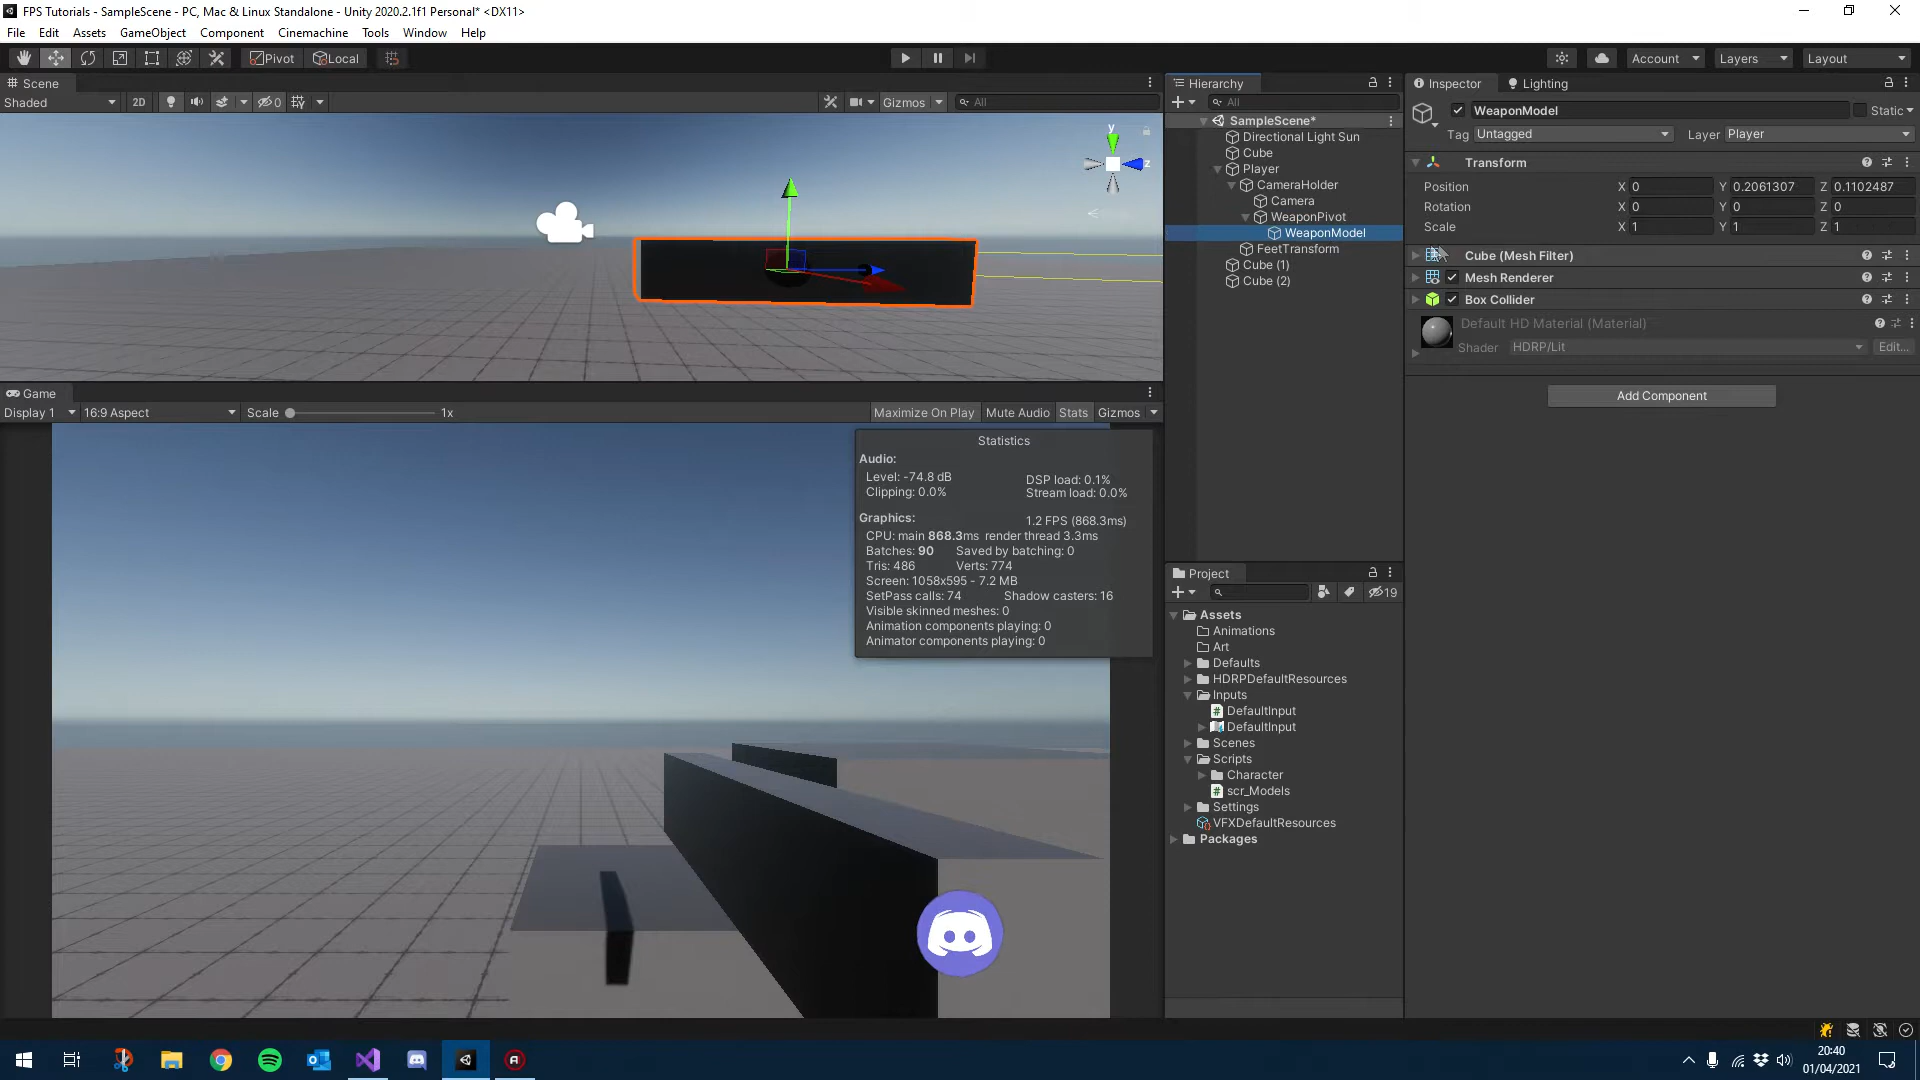 FPS Tutorials - SampleScene - PC, Mac & Linux Standalone - Unity 2020.2.1f1 Personal* <DX11>
File Edit Assets GameObject Component Cinemachine Tools Window Help
Pivot Local Account Layers Layout
Scene
Shaded 2D Gizmos All
y
z
Game
Display 1 16:9 Aspect Scale 1x Maximize On Play Mute Audio Stats Gizmos
Statistics
Audio:
Level: -74.8 dB DSP load: 0.1%
Clipping: 0.0% Stream load: 0.0%
Graphics: 1.2 FPS (868.3ms)
CPU: main 868.3ms render thread 3.3ms
Batches: 90 Saved by batching: 0
Tris: 486 Verts: 774
Screen: 1058x595 - 7.2 MB
SetPass calls: 74 Shadow casters: 16
Visible skinned meshes: 0
Animation components playing: 0
Animator components playing: 0
Hierarchy
All
SampleScene*
Directional Light Sun
Cube
Player
CameraHolder
Camera
WeaponPivot
WeaponModel
FeetTransform
Cube (1)
Cube (2)
Project
19
Assets
Animations
Art
Defaults
HDRPDefaultResources
Inputs
DefaultInput
DefaultInput
Scenes
Scripts
Character
scr_Models
Settings
VFXDefaultResources
Packages
Inspector Lighting
WeaponModel Static
Tag Untagged Layer Player
Transform
Position X 0 Y 0.2061307 Z 0.1102487
Rotation X 0 Y 0 Z 0
Scale X 1 Y 1 Z 1
Cube (Mesh Filter)
Mesh Renderer
Box Collider
Default HD Material (Material)
Shader HDRP/Lit Edit...
Add Component
20:40
01/04/2021